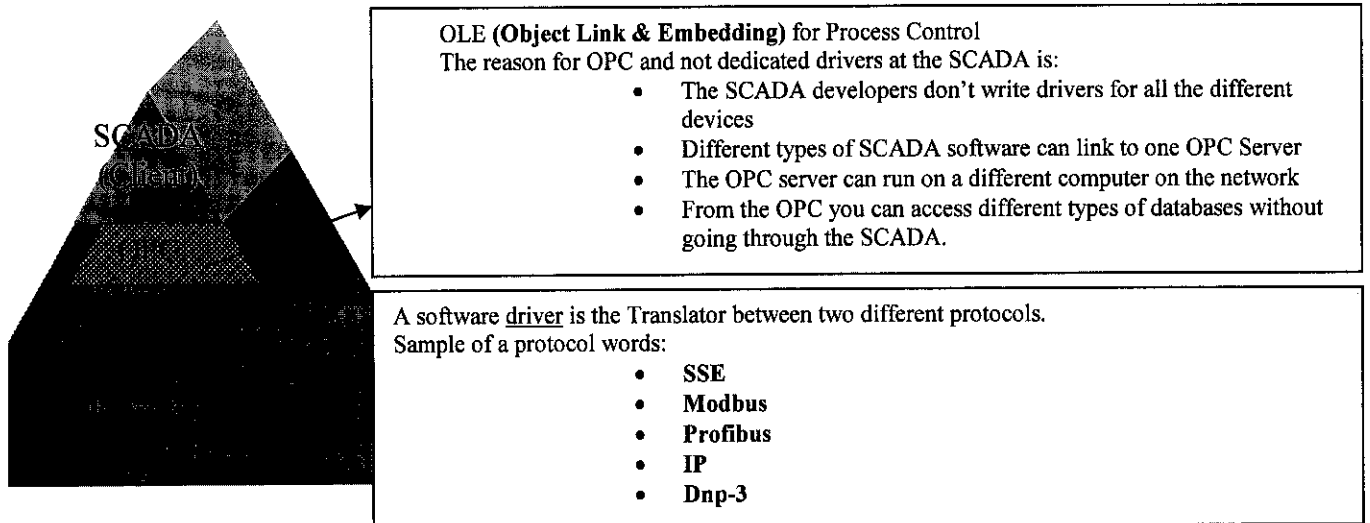 SCADA
(Client)
OLE (Object Link & Embedding) for Process Control
The reason for OPC and not dedicated drivers at the SCADA is:
• The SCADA developers don't write drivers for all the different
devices
• Different types of SCADA software can link to one OPC Server
• The OPC server can run on a different computer on the network
• From the OPC you can access different types of databases without
going through the SCADA.
A software driver is the Translator between two different protocols.
Sample of a protocol words:
• SSE
• Modbus
• Profibus
• IP
• Dnp-3